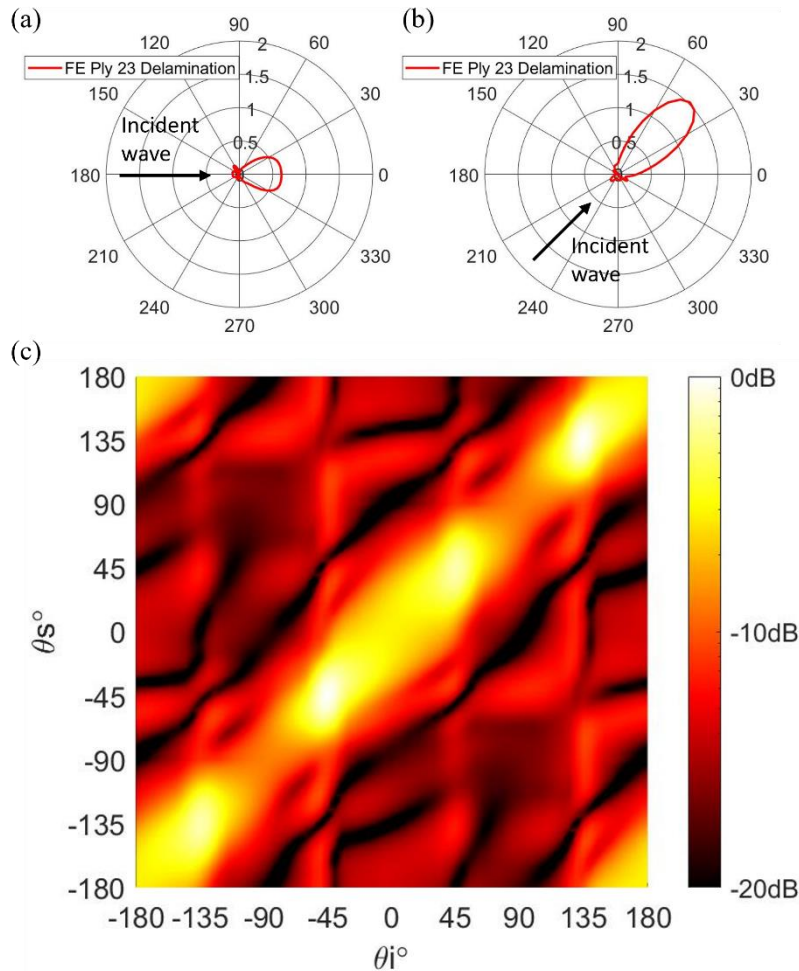 (a)
(b)
90
120
60
2
1.5
1
0.5
FE Ply 23 Delamination
150
30
Incident
wave
180
0
210
330
240
300
270
90
120
60
2
1.5
1
0.5
FE Ply 23 Delamination
150
30
180
0
Incident
wave
210
330
240
300
270
(c)
180
135
90
45
0
-45
-90
-135
-180
θs°
-180 -135 -90 -45 0 45 90 135 180
θi°
0dB
-10dB
-20dB